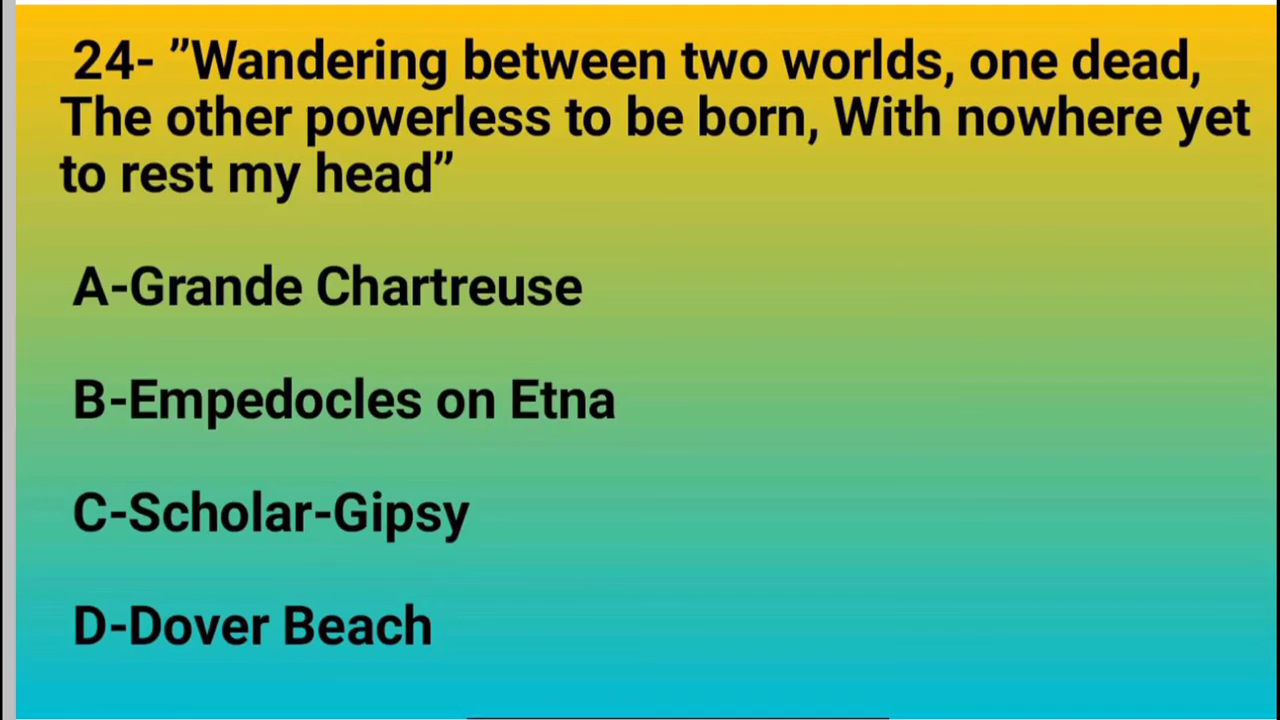 24- ”Wandering between two worlds, one dead,
The other powerless to be born, With nowhere yet
to rest my head”
A-Grande Chartreuse
B-Empedocles on Etna
C-Scholar-Gipsy
D-Dover Beach